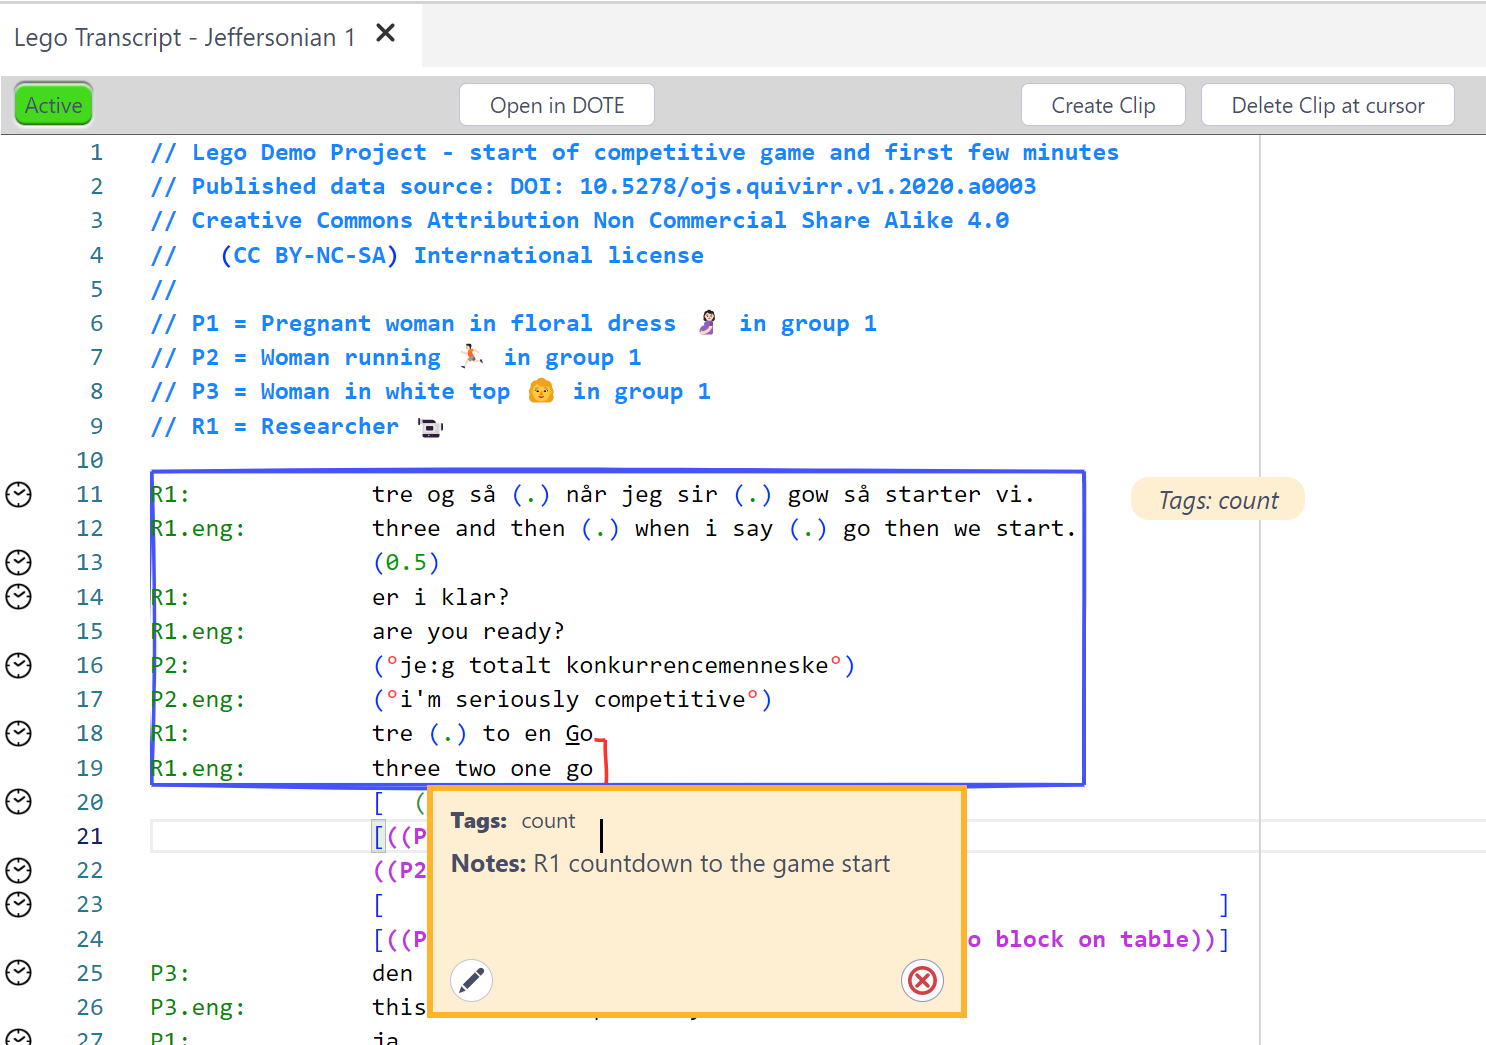 Lego Transcript - Jeffersonian 1
Active
Open in DOTE
Create Clip
Delete Clip at cursor
1 // Lego Demo Project - start of competitive game and first few minutes
2 // Published data source: DOI: 10.5278/ojs.quivirr.v1.2020.a0003
3 // Creative Commons Attribution Non Commercial Share Alike 4.0
4 // (CC BY-NC-SA) International license
5 //
6 // P1 = Pregnant woman in floral dress in group 1
7 // P2 = Woman running in group 1
8 // P3 = Woman in white top in group 1
9 // R1 = Researcher
10
11 R1: tre og så (.) når jeg sir (.) gow så starter vi.
Tags: count
12 R1.eng: three and then (.) when i say (.) go then we start.
13 (0.5)
14 R1: er i klar?
15 R1.eng: are you ready?
16 P2: (°je:g totalt konkurrencemenneske°)
17 P2.eng: (°i'm seriously competitive°)
18 R1: tre (.) to en Go
19 R1.eng: three two one go
20 [ (
21 [((P
22 ((P2
23 [ ]
24 [((P o block on table))]
25 P3: den
26 P3.eng: this
27 P1: ja
Tags: count
Notes: R1 countdown to the game start